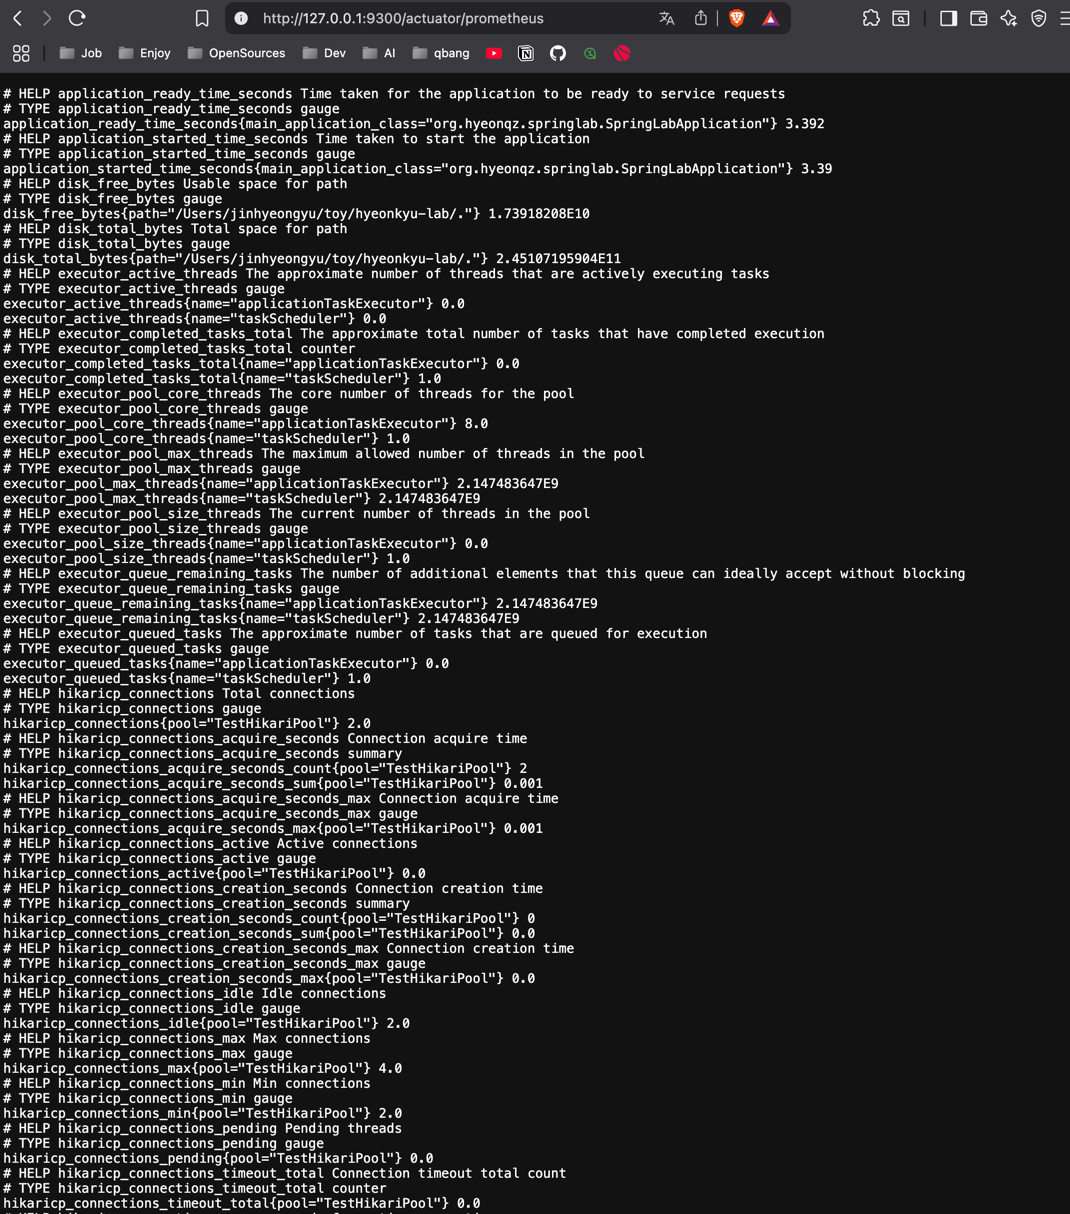 http://127.0.0.1:9300/actuator/prometheus
Job Enjoy OpenSources Dev AI qbang
# HELP application_ready_time_seconds Time taken for the application to be ready to service requests
# TYPE application_ready_time_seconds gauge
application_ready_time_seconds{main_application_class="org.hyeonqz.springlab.SpringLabApplication"} 3.392
# HELP application_started_time_seconds Time taken to start the application
# TYPE application_started_time_seconds gauge
application_started_time_seconds{main_application_class="org.hyeonqz.springlab.SpringLabApplication"} 3.39
# HELP disk_free_bytes Usable space for path
# TYPE disk_free_bytes gauge
disk_free_bytes{path="/Users/jinhyeongyu/toy/hyeonkyu-lab/."} 1.73918208E10
# HELP disk_total_bytes Total space for path
# TYPE disk_total_bytes gauge
disk_total_bytes{path="/Users/jinhyeongyu/toy/hyeonkyu-lab/."} 2.45107195904E11
# HELP executor_active_threads The approximate number of threads that are actively executing tasks
# TYPE executor_active_threads gauge
executor_active_threads{name="applicationTaskExecutor"} 0.0
executor_active_threads{name="taskScheduler"} 0.0
# HELP executor_completed_tasks_total The approximate total number of tasks that have completed execution
# TYPE executor_completed_tasks_total counter
executor_completed_tasks_total{name="applicationTaskExecutor"} 0.0
executor_completed_tasks_total{name="taskScheduler"} 1.0
# HELP executor_pool_core_threads The core number of threads for the pool
# TYPE executor_pool_core_threads gauge
executor_pool_core_threads{name="applicationTaskExecutor"} 8.0
executor_pool_core_threads{name="taskScheduler"} 1.0
# HELP executor_pool_max_threads The maximum allowed number of threads in the pool
# TYPE executor_pool_max_threads gauge
executor_pool_max_threads{name="applicationTaskExecutor"} 2.147483647E9
executor_pool_max_threads{name="taskScheduler"} 2.147483647E9
# HELP executor_pool_size_threads The current number of threads in the pool
# TYPE executor_pool_size_threads gauge
executor_pool_size_threads{name="applicationTaskExecutor"} 0.0
executor_pool_size_threads{name="taskScheduler"} 1.0
# HELP executor_queue_remaining_tasks The number of additional elements that this queue can ideally accept without blocking
# TYPE executor_queue_remaining_tasks gauge
executor_queue_remaining_tasks{name="applicationTaskExecutor"} 2.147483647E9
executor_queue_remaining_tasks{name="taskScheduler"} 2.147483647E9
# HELP executor_queued_tasks The approximate number of tasks that are queued for execution
# TYPE executor_queued_tasks gauge
executor_queued_tasks{name="applicationTaskExecutor"} 0.0
executor_queued_tasks{name="taskScheduler"} 1.0
# HELP hikaricp_connections Total connections
# TYPE hikaricp_connections gauge
hikaricp_connections{pool="TestHikariPool"} 2.0
# HELP hikaricp_connections_acquire_seconds Connection acquire time
# TYPE hikaricp_connections_acquire_seconds summary
hikaricp_connections_acquire_seconds_count{pool="TestHikariPool"} 2
hikaricp_connections_acquire_seconds_sum{pool="TestHikariPool"} 0.001
# HELP hikaricp_connections_acquire_seconds_max Connection acquire time
# TYPE hikaricp_connections_acquire_seconds_max gauge
hikaricp_connections_acquire_seconds_max{pool="TestHikariPool"} 0.001
# HELP hikaricp_connections_active Active connections
# TYPE hikaricp_connections_active gauge
hikaricp_connections_active{pool="TestHikariPool"} 0.0
# HELP hikaricp_connections_creation_seconds Connection creation time
# TYPE hikaricp_connections_creation_seconds summary
hikaricp_connections_creation_seconds_count{pool="TestHikariPool"} 0
hikaricp_connections_creation_seconds_sum{pool="TestHikariPool"} 0.0
# HELP hikaricp_connections_creation_seconds_max Connection creation time
# TYPE hikaricp_connections_creation_seconds_max gauge
hikaricp_connections_creation_seconds_max{pool="TestHikariPool"} 0.0
# HELP hikaricp_connections_idle Idle connections
# TYPE hikaricp_connections_idle gauge
hikaricp_connections_idle{pool="TestHikariPool"} 2.0
# HELP hikaricp_connections_max Max connections
# TYPE hikaricp_connections_max gauge
hikaricp_connections_max{pool="TestHikariPool"} 4.0
# HELP hikaricp_connections_min Min connections
# TYPE hikaricp_connections_min gauge
hikaricp_connections_min{pool="TestHikariPool"} 2.0
# HELP hikaricp_connections_pending Pending threads
# TYPE hikaricp_connections_pending gauge
hikaricp_connections_pending{pool="TestHikariPool"} 0.0
# HELP hikaricp_connections_timeout_total Connection timeout total count
# TYPE hikaricp_connections_timeout_total counter
hikaricp_connections_timeout_total{pool="TestHikariPool"} 0.0